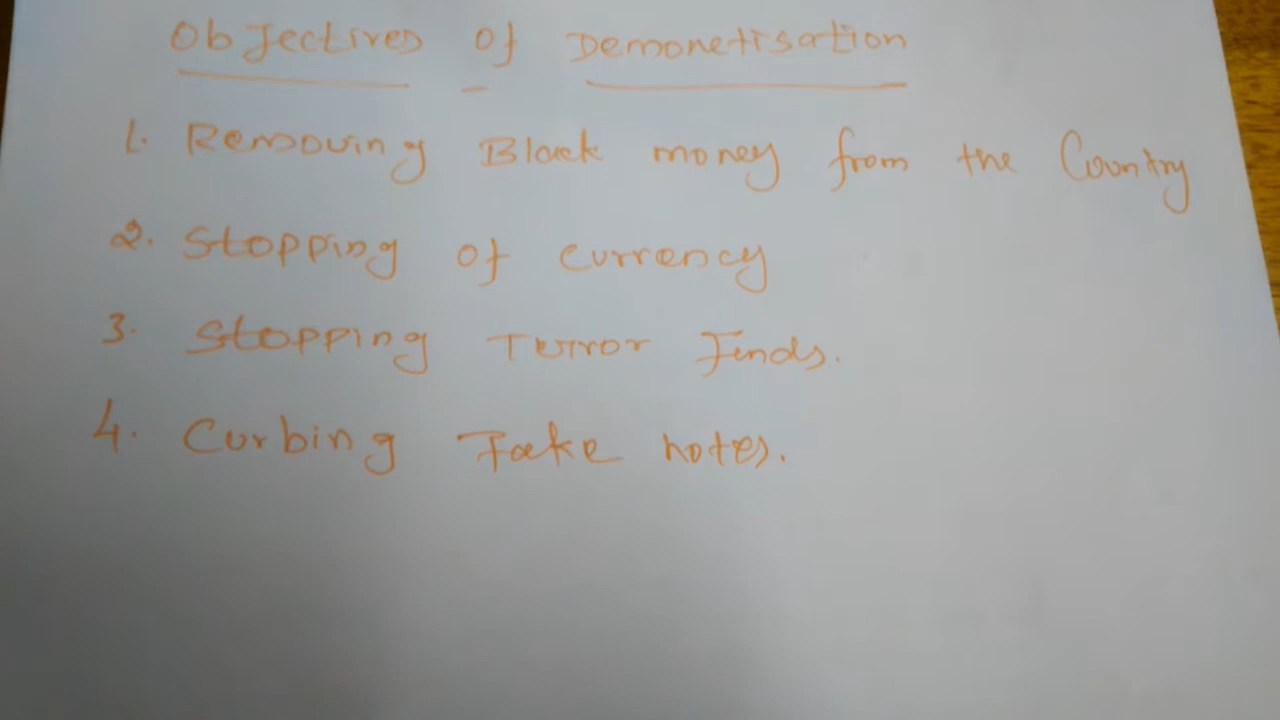 Objectives of Demonetisation
1. Removing Black money from the Country
2. Stopping of currency
3. Stopping Terror Funds.
4. Curbing Fake notes.